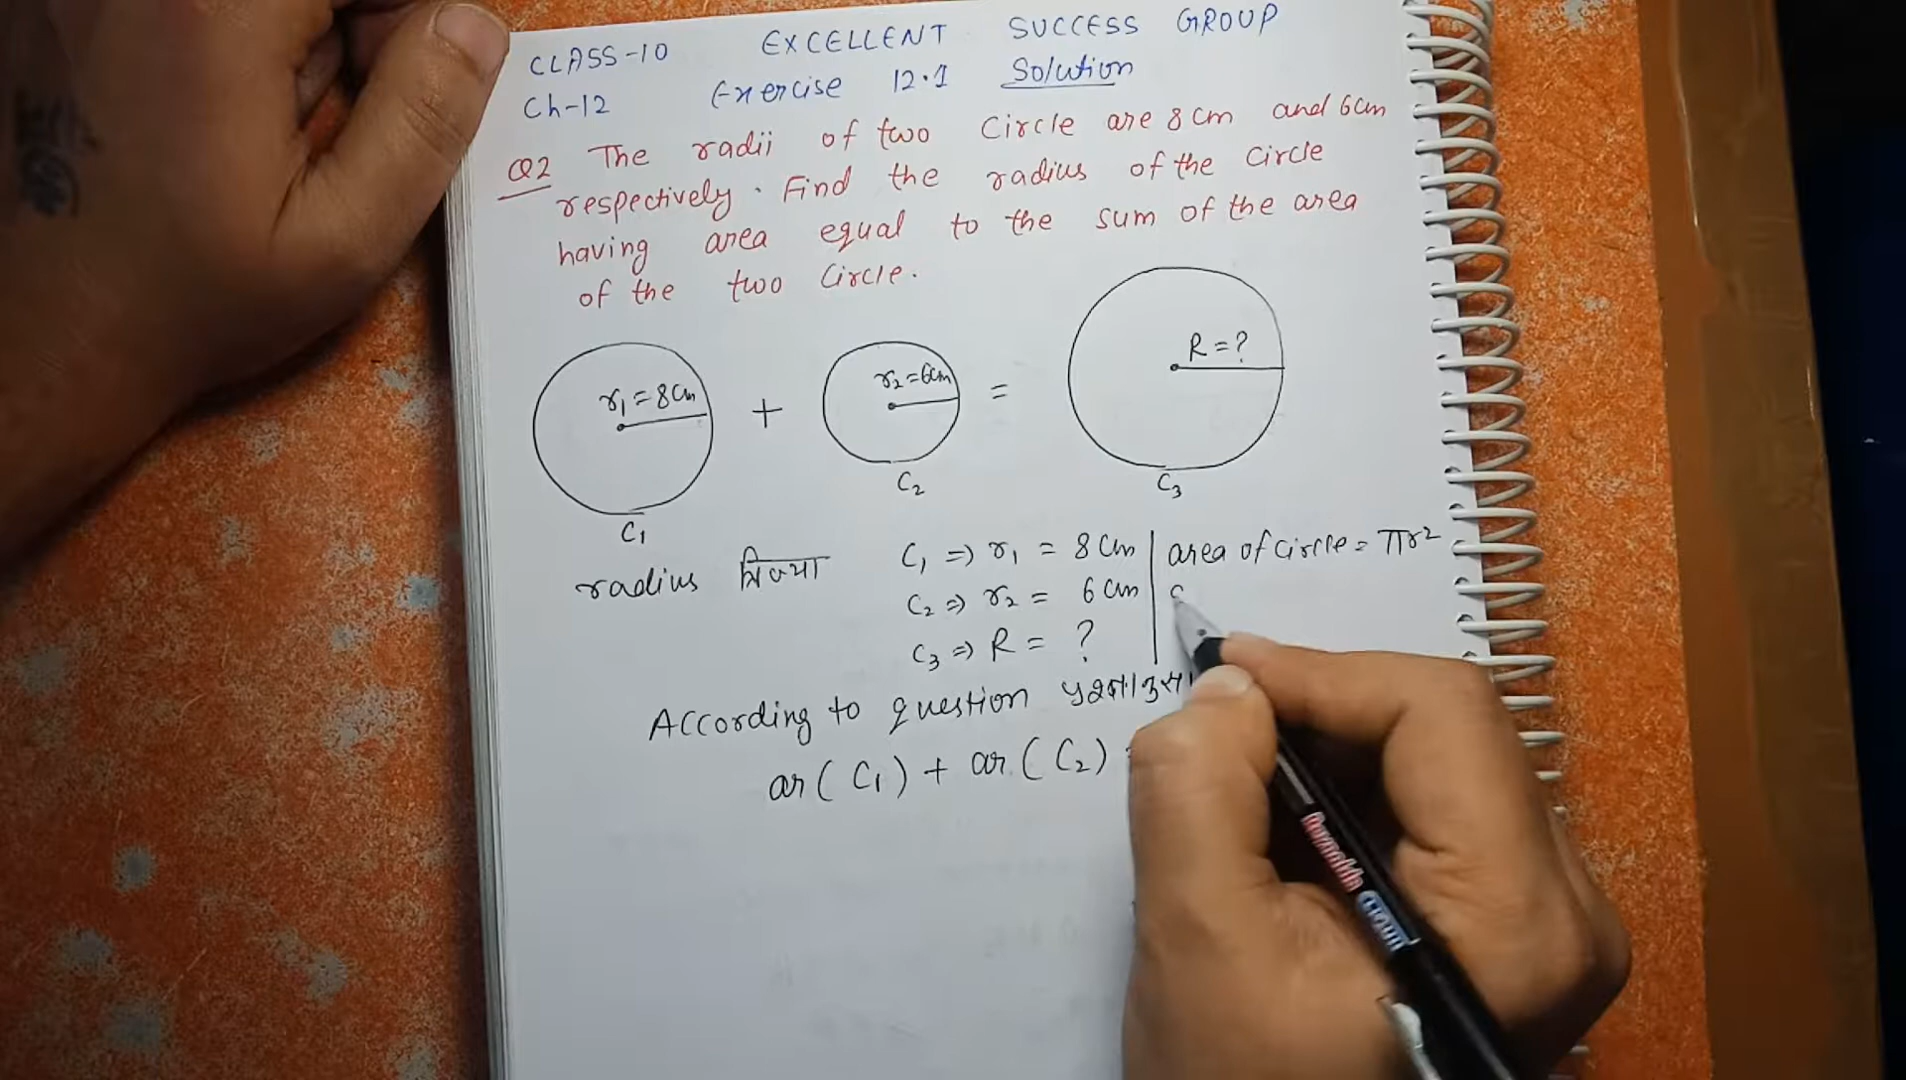 CLASS-10 EXCELLENT SUCCESS GROUP
Ch-12 Exercise 12.1 Solution
Q2 The radii of two Circle are 8 cm and 6 cm
respectively. Find the radius of the Circle
having area equal to the sum of the area
of the two Circle.
r₁ = 8 cm + r₂ = 6 cm = R = ?
C₁ C₂ C₃
radius त्रिज्या
C₁ ⇒ r₁ = 8 cm
C₂ ⇒ r₂ = 6 cm
C₃ ⇒ R = ?
area of circle = πr²
C
According to question
ar (C₁) + ar. (C₂)
Reynolds